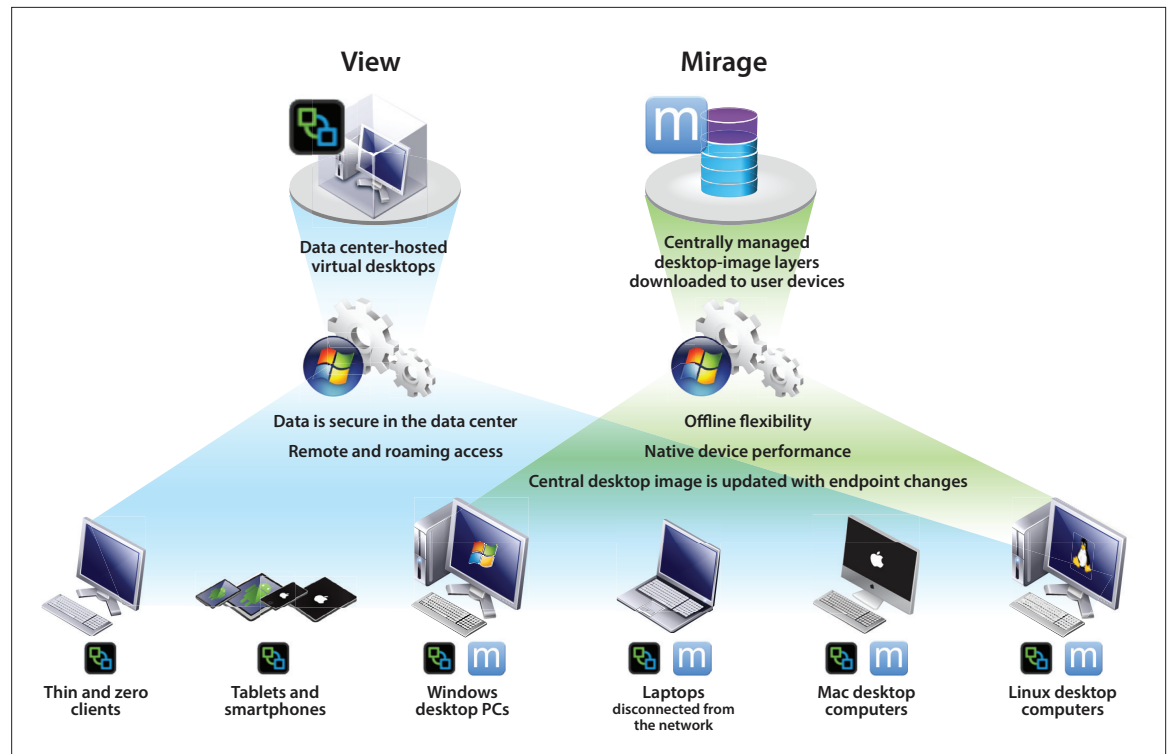 View
Mirage
m
Data center-hosted
virtual desktops
Centrally managed
desktop-image layers
downloaded to user devices
Data is secure in the data center
Remote and roaming access
Offline flexibility
Native device performance
Central desktop image is updated with endpoint changes
m
m
m
m
Thin and zero
clients
Tablets and
smartphones
Windows
desktop PCs
Laptops
disconnected from
the network
Mac desktop
computers
Linux desktop
computers